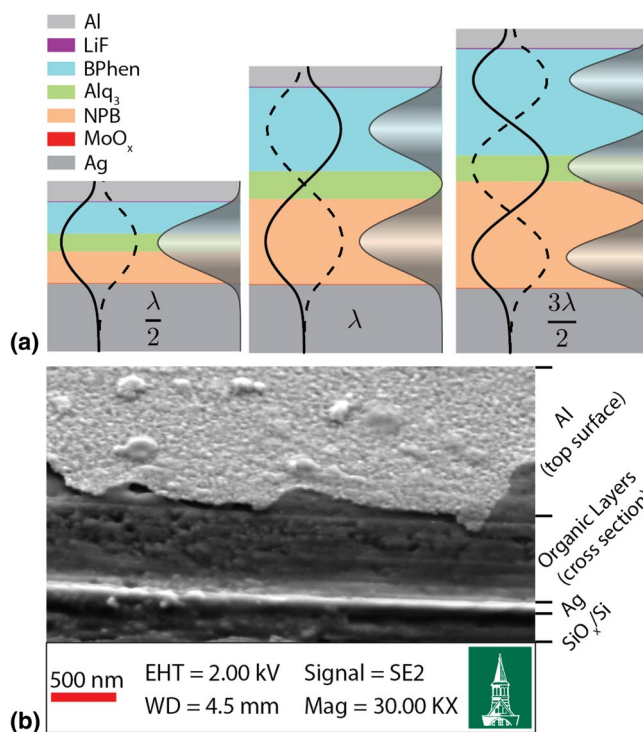 Al
LiF
BPhen
Alq3
NPB
MoOx
Ag
λ/2
λ
3λ/2
(a)
Al
(top surface)
Organic Layers
(cross section)
Ag
SiOx/Si
500 nm
EHT = 2.00 kV
Signal = SE2
WD = 4.5 mm
Mag = 30.00 KX
(b)